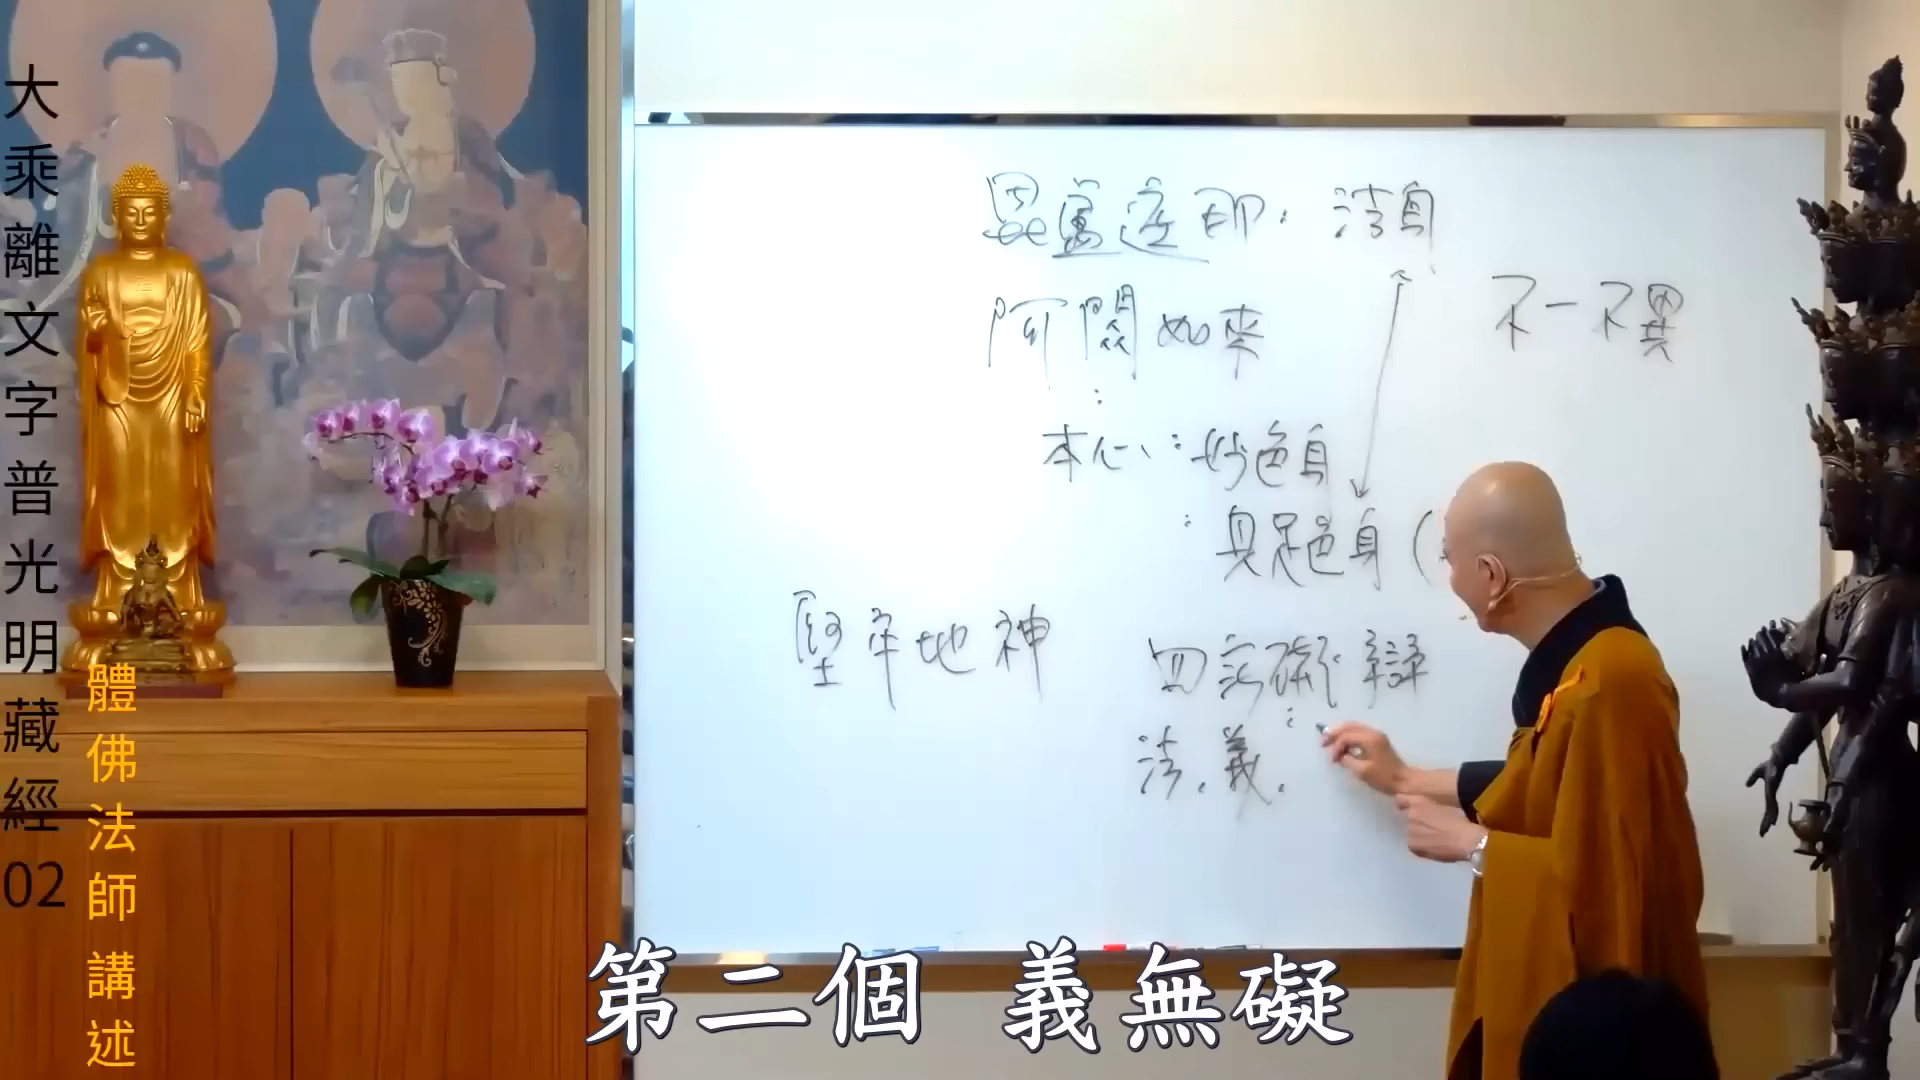 大乘離文字普光明藏經02
體佛法師 講述
毘盧遮那：法身
不一不異
阿閦如來
：
本心：妙色身
：具足色身（
堅牢地神
四無礙辯
：
法、義、
第二個 義無礙